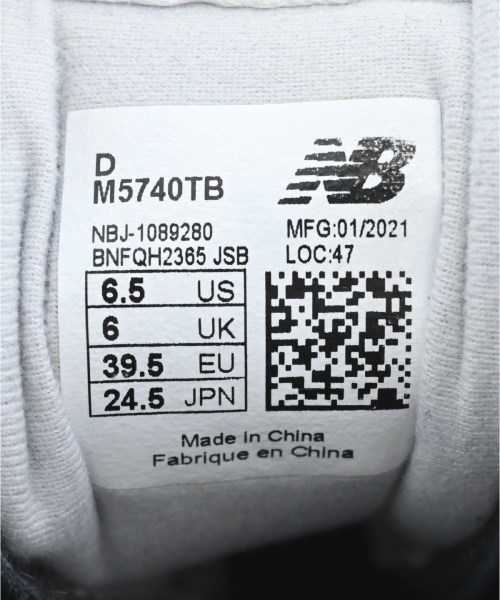 D
M5740TB
NB
NBJ-1089280
BNFQH2365 JSB
MFG:01/2021
LOC:47
6.5 US
6 UK
39.5 EU
24.5 JPN
Made in China
Fabrique en China